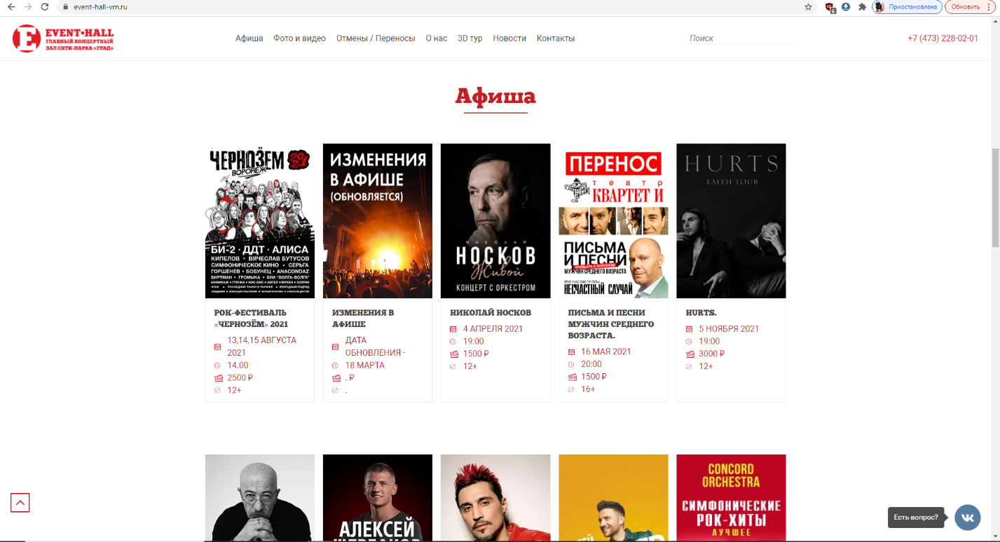 event-hall-vrn.ru
Приостановлена
Обновить
6
EVENT•HALL
ГЛАВНЫЙ КОНЦЕРТНЫЙ
ЗАЛ СИТИ-ПАРКА «ГРАД»
Афиша Фото и видео Отмены / Переносы О нас 3D тур Новости Контакты
Поиск
+7 (473) 228-02-01
Афиша
ЧЕРНОЗЁМ 2021
ВОРОНЕЖ
БИ-2 · ДДТ · АЛИСА
КИПЕЛОВ • ВЯЧЕСЛАВ БУТУСОВ
СИМФОНИЧЕСКОЕ КИНО • СЕРЬГА
ГОРШЕНЕВ • БОБУНЕЦ • ANACONDAZ
БИРТМАН • ГРОМЫКА • ВИА "ВОЛГА-ВОЛГА"
РОК-ФЕСТИВАЛЬ
«ЧЕРНОЗЁМ» 2021
13,14,15 АВГУСТА
2021
14.00
2500 ₽
12+
ИЗМЕНЕНИЯ
В АФИШЕ
(ОБНОВЛЯЕТСЯ)
ИЗМЕНЕНИЯ В
АФИШЕ
ДАТА
ОБНОВЛЕНИЯ -
18 МАРТА
. ₽
.
НИКОЛАЙ
НОСКОВ
Живой
КОНЦЕРТ С ОРКЕСТРОМ
НИКОЛАЙ НОСКОВ
4 АПРЕЛЯ 2021
19:00
1500 ₽
12+
ПЕРЕНОС
театр
КВАРТЕТ И
ПИСЬМА
И ПЕСНИ
ПРЕМЬЕРА В ВОРОНЕЖЕ
МУЖЧИН СРЕДНЕГО ВОЗРАСТА
ПРИ УЧАСТИИ ГРУППЫ
НЕСЧАСТНЫЙ СЛУЧАЙ
ПИСЬМА И ПЕСНИ
МУЖЧИН СРЕДНЕГО
ВОЗРАСТА.
16 МАЯ 2021
20:00
1500 ₽
16+
HURTS
FAITH TOUR
HURTS.
5 НОЯБРЯ 2021
19:00
3000 ₽
12+
АЛЕКСЕЙ
CONCORD
ORCHESTRA
СИМФОНИЧЕСКИЕ
РОК-ХИТЫ
ЛУЧШЕЕ
Есть вопрос?